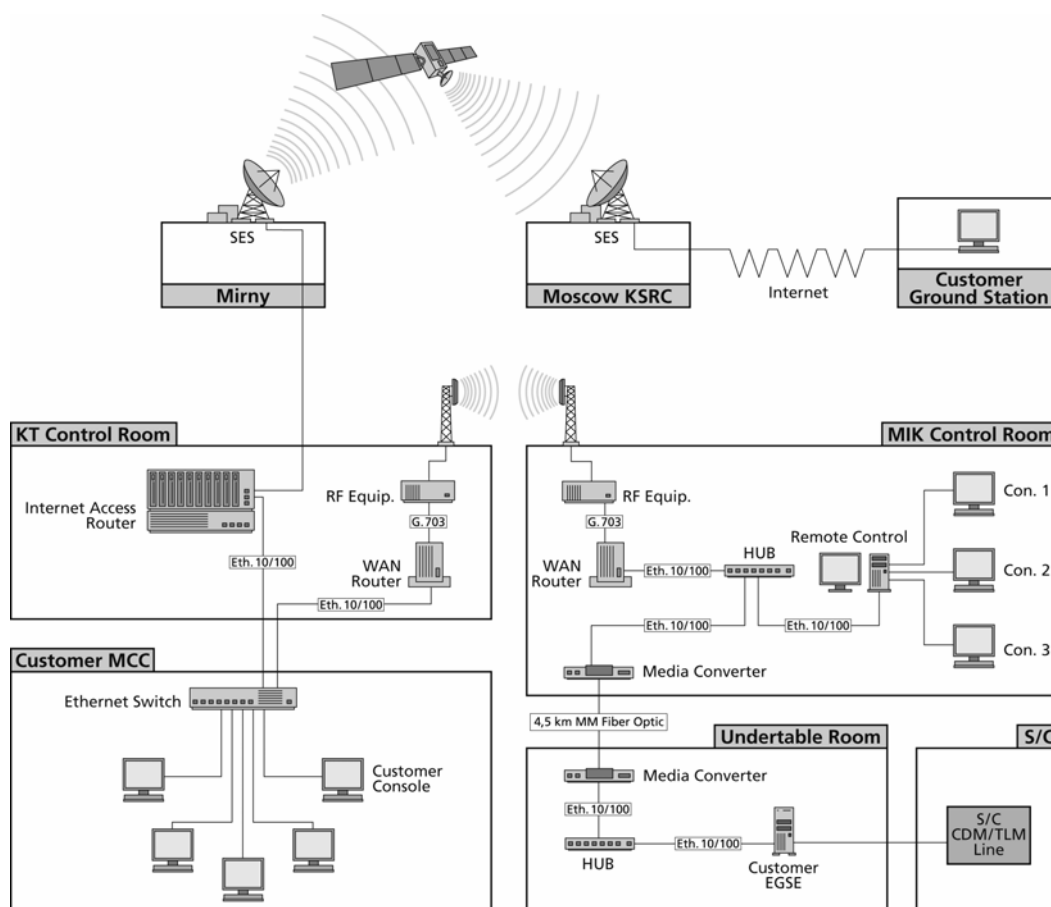 SES
Mirny
SES
Moscow KSRC
Internet
Customer
Ground Station
KT Control Room
Internet Access
Router
Eth. 10/100
RF Equip.
G.703
WAN
Router
Eth. 10/100
MIK Control Room
RF Equip.
G.703
WAN
Router
Eth. 10/100
HUB
Remote Control
Con. 1
Con. 2
Con. 3
Eth. 10/100
Eth. 10/100
Media Converter
4,5 km MM Fiber Optic
Customer MCC
Ethernet Switch
Customer
Console
Undertable Room
Media Converter
Eth. 10/100
HUB
Eth. 10/100
Customer
EGSE
S/C
S/C
CDM/TLM
Line